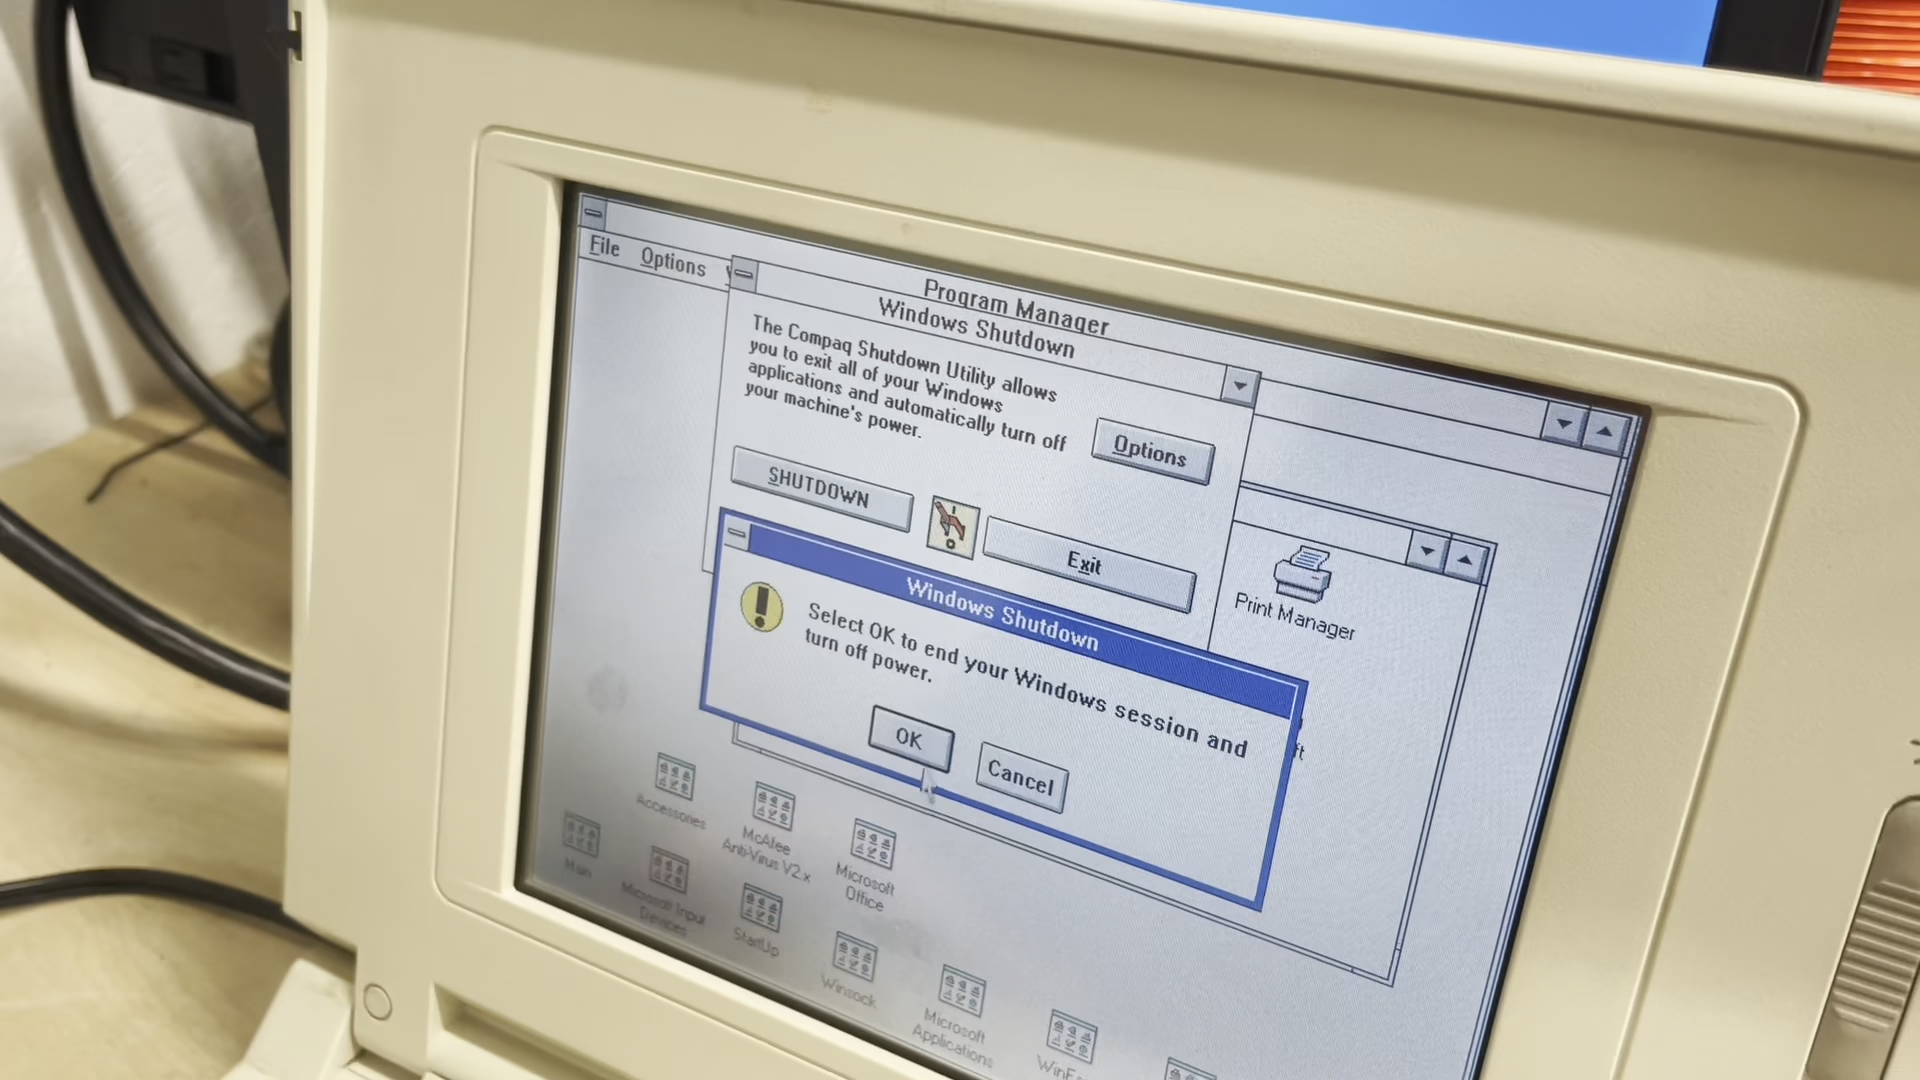 Program Manager
File Options
Windows Shutdown
The Compaq Shutdown Utility allows
you to exit all of your Windows
applications and automatically turn off
your machine's power.
Options
SHUTDOWN
Exit
Windows Shutdown
Select OK to end your Windows session and
turn off power.
OK
Cancel
Print Manager
Accessories
McAfee
Anti-Virus V2.x
Microsoft
Office
Main
Microsoft Input
Devices
StartUp
Winsock
Microsoft
Applications